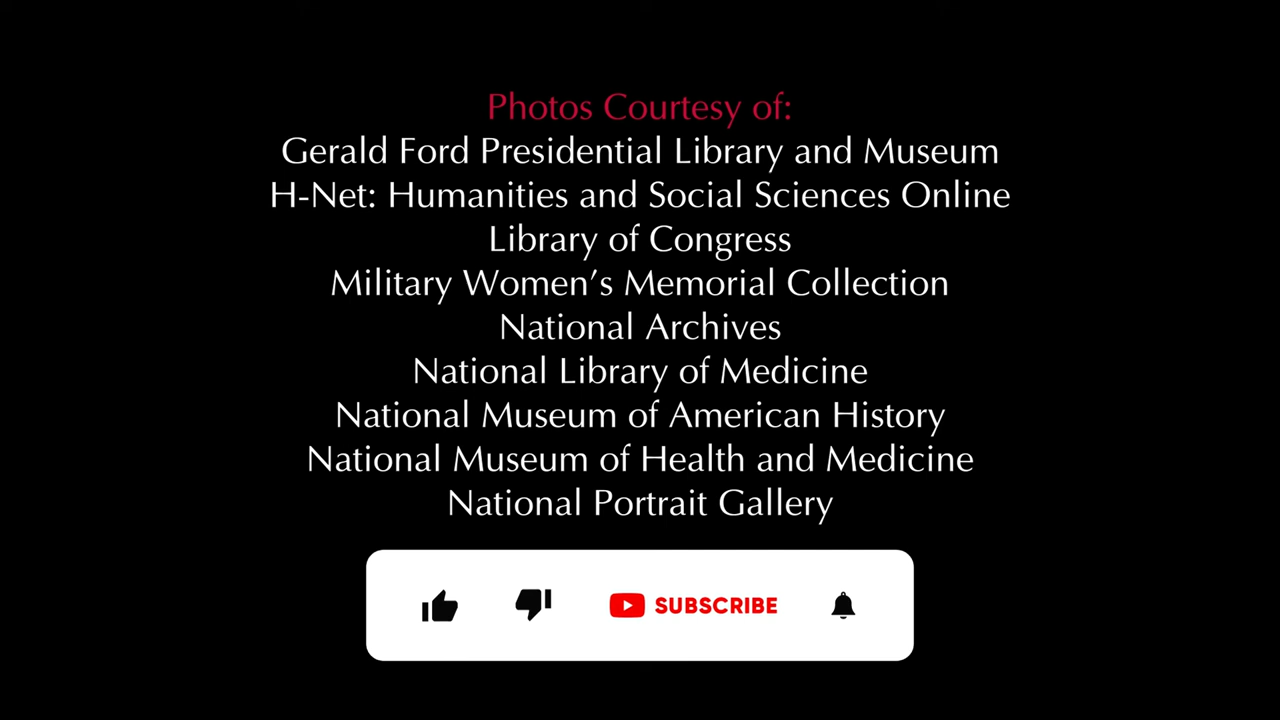 Photos Courtesy of:
Gerald Ford Presidential Library and Museum
H-Net: Humanities and Social Sciences Online
Library of Congress
Military Women’s Memorial Collection
National Archives
National Library of Medicine
National Museum of American History
National Museum of Health and Medicine
National Portrait Gallery
SUBSCRIBE